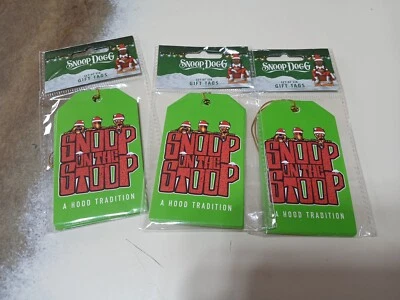 SNOOP DOGG
GIFT TAGS
SNOOP
ON THE
STOOP
A HOOD TRADITION
SNOOP DOGG
GIFT TAGS
SNOOP
ON THE
STOOP
A HOOD TRADITION
SNOOP DOGG
GIFT TAGS
SNOOP
ON THE
STOOP
A HOOD TRADITION